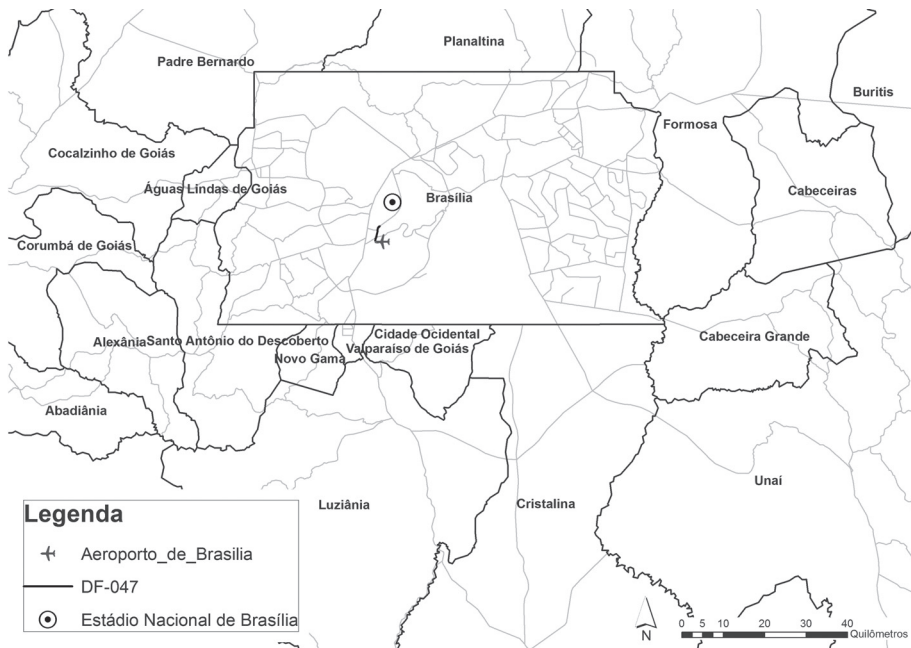 Planaltina
Padre Bernardo
Buritis
Formosa
Cocalzinho de Goiás
Águas Lindas de Goiás
Cabeceiras
Brasília
Corumbá de Goiás
Cidade Ocidental
Cabeceira Grande
Alexânia
Santo Antônio do Descoberto
Valparaiso de Goiás
Novo Gama
Abadiânia
Unaí
Luziânia
Cristalina
Legenda
Aeroporto_de_Brasilia
DF-047
Estádio Nacional de Brasília
N
0 5 10 20 30 40
Quilômetros